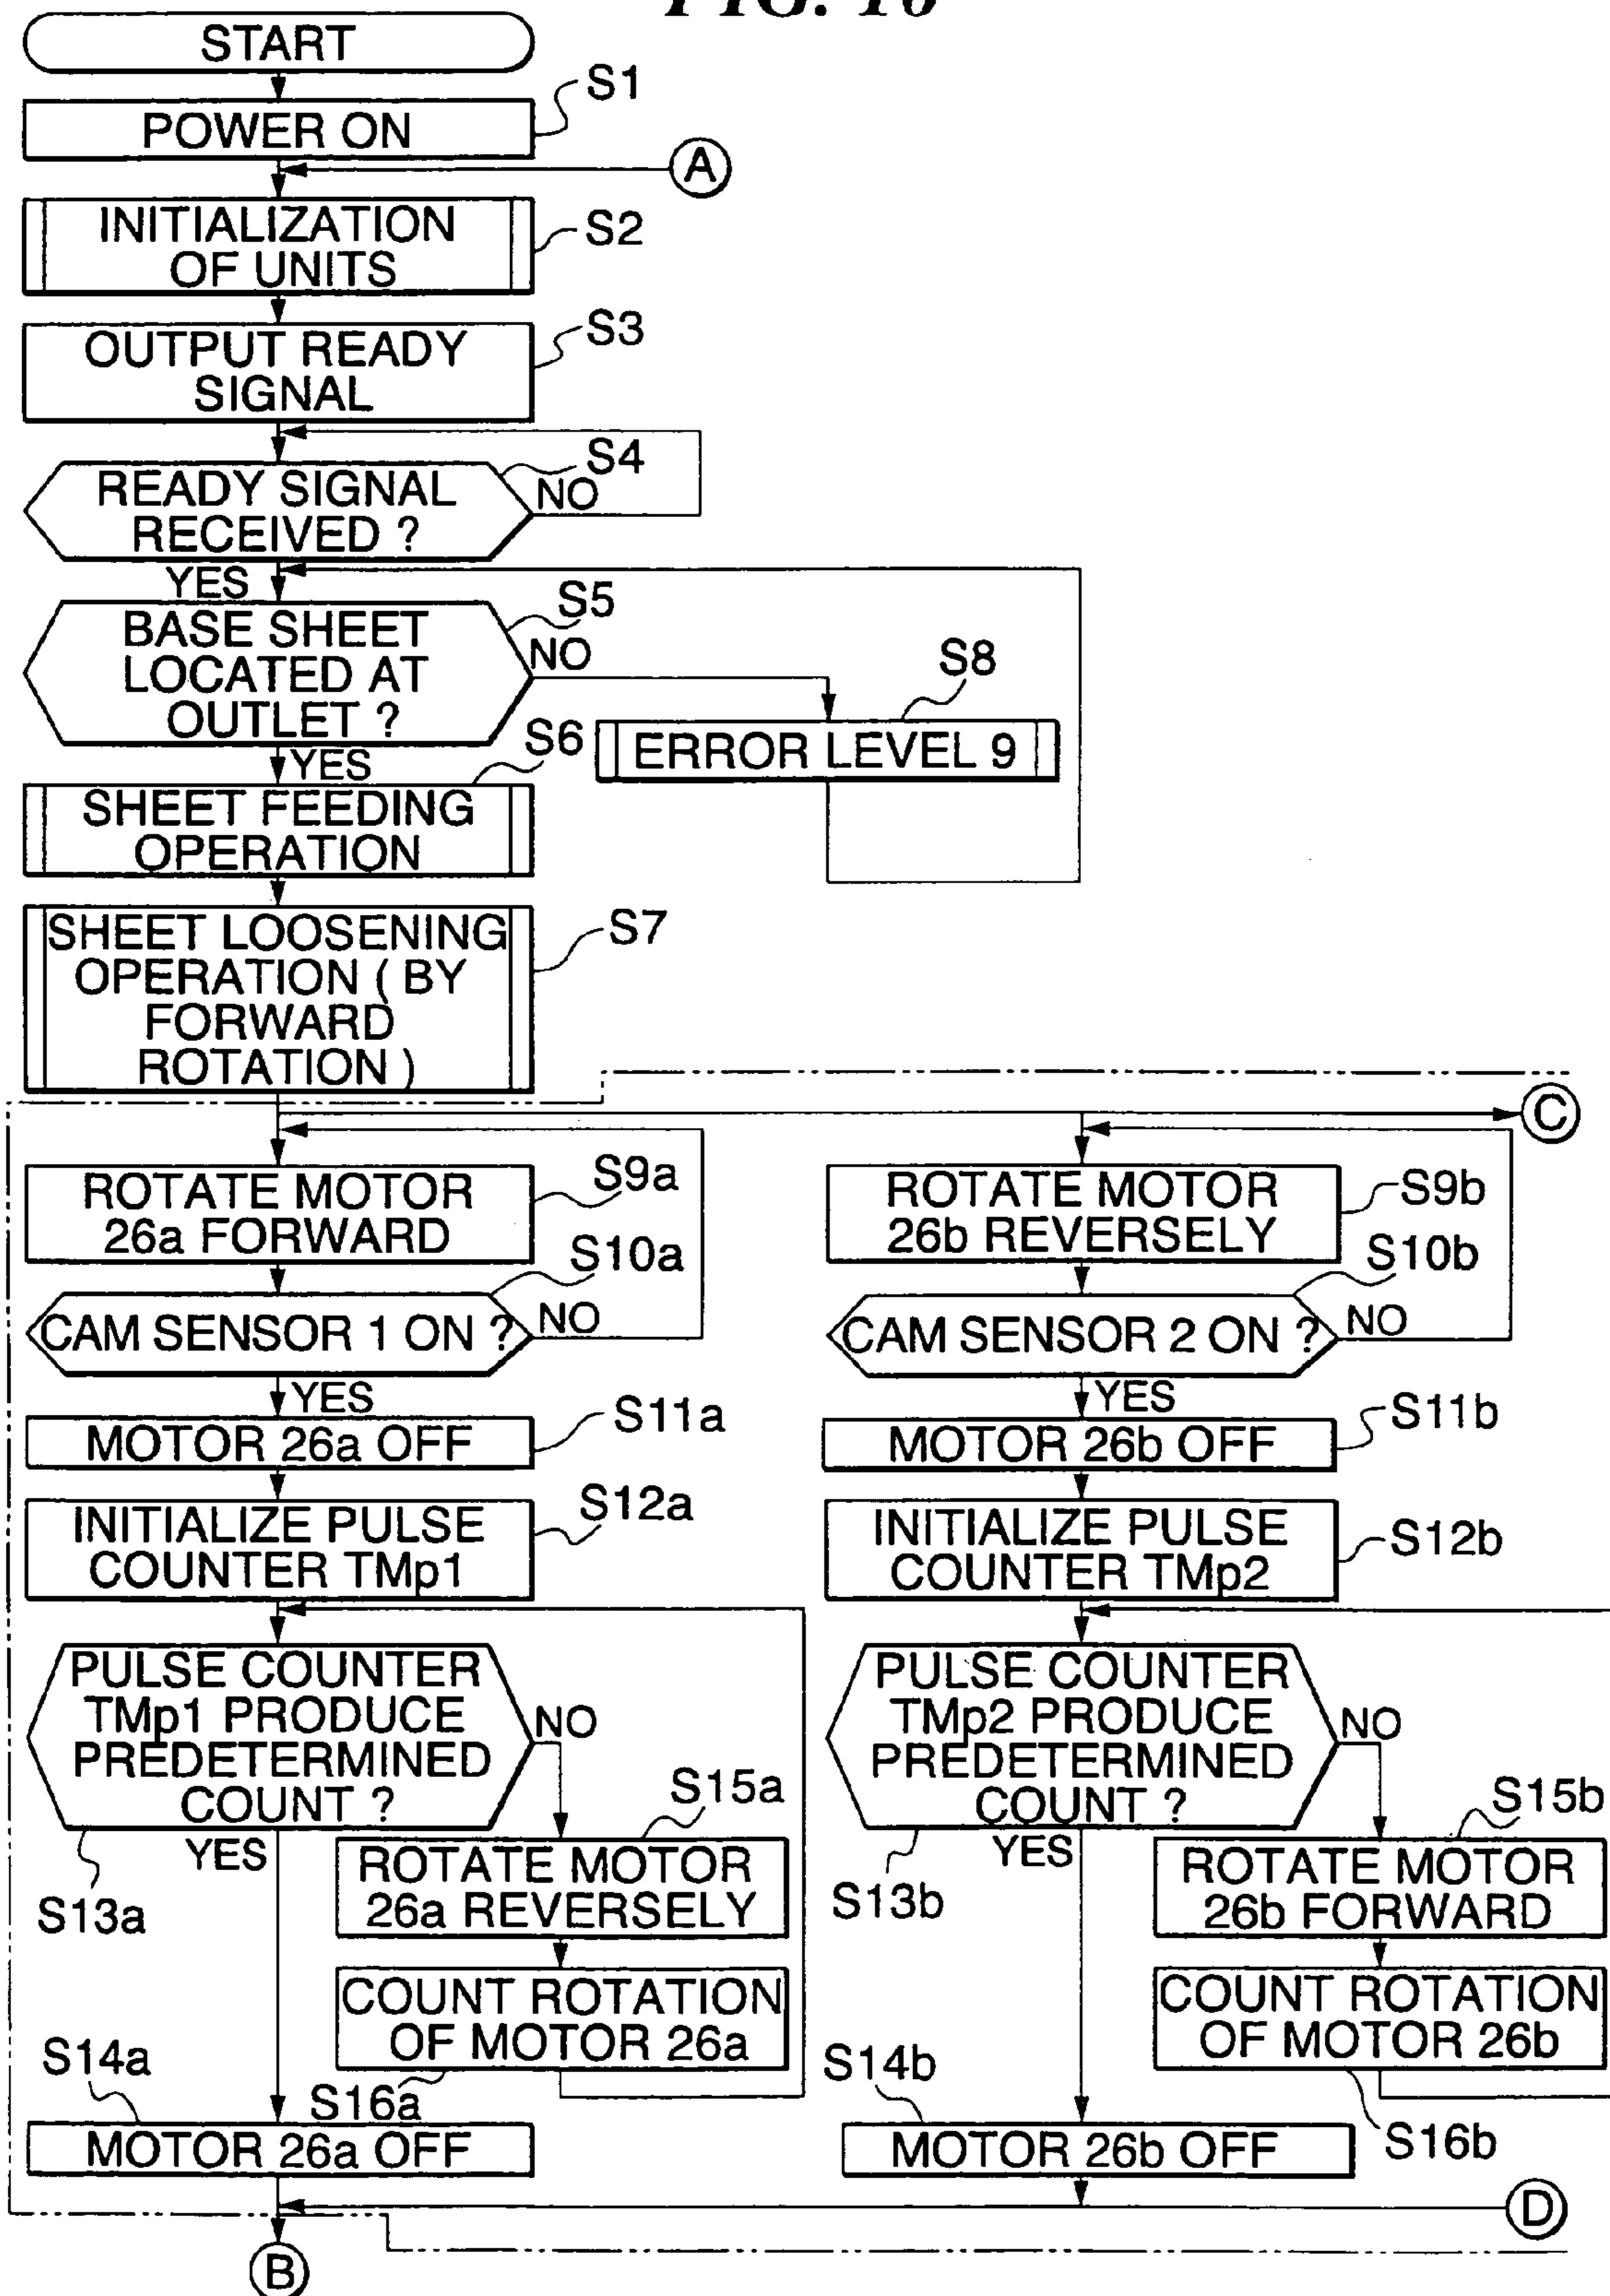 FIG. 16
START
S1
POWER ON
A
INITIALIZATION
OF UNITS
S2
OUTPUT READY
SIGNAL
S3
S4
READY SIGNAL
RECEIVED ?
NO
YES
S5
BASE SHEET
LOCATED AT
OUTLET ?
NO
S8
ERROR LEVEL 9
YES
S6
SHEET FEEDING
OPERATION
SHEET LOOSENING
OPERATION ( BY
FORWARD
ROTATION )
S7
C
ROTATE MOTOR
26a FORWARD
S9a
ROTATE MOTOR
26b REVERSELY
S9b
S10a
CAM SENSOR 1 ON ?
NO
S10b
CAM SENSOR 2 ON ?
NO
YES
YES
MOTOR 26a OFF
S11a
MOTOR 26b OFF
S11b
INITIALIZE PULSE
COUNTER TMp1
S12a
INITIALIZE PULSE
COUNTER TMp2
S12b
PULSE COUNTER
TMp1 PRODUCE
PREDETERMINED
COUNT ?
NO
PULSE COUNTER
TMp2 PRODUCE
PREDETERMINED
COUNT ?
NO
S15a
S15b
YES
YES
S13a
S13b
ROTATE MOTOR
26a REVERSELY
ROTATE MOTOR
26b FORWARD
COUNT ROTATION
OF MOTOR 26a
COUNT ROTATION
OF MOTOR 26b
S14a
S16a
S14b
S16b
MOTOR 26a OFF
MOTOR 26b OFF
D
B